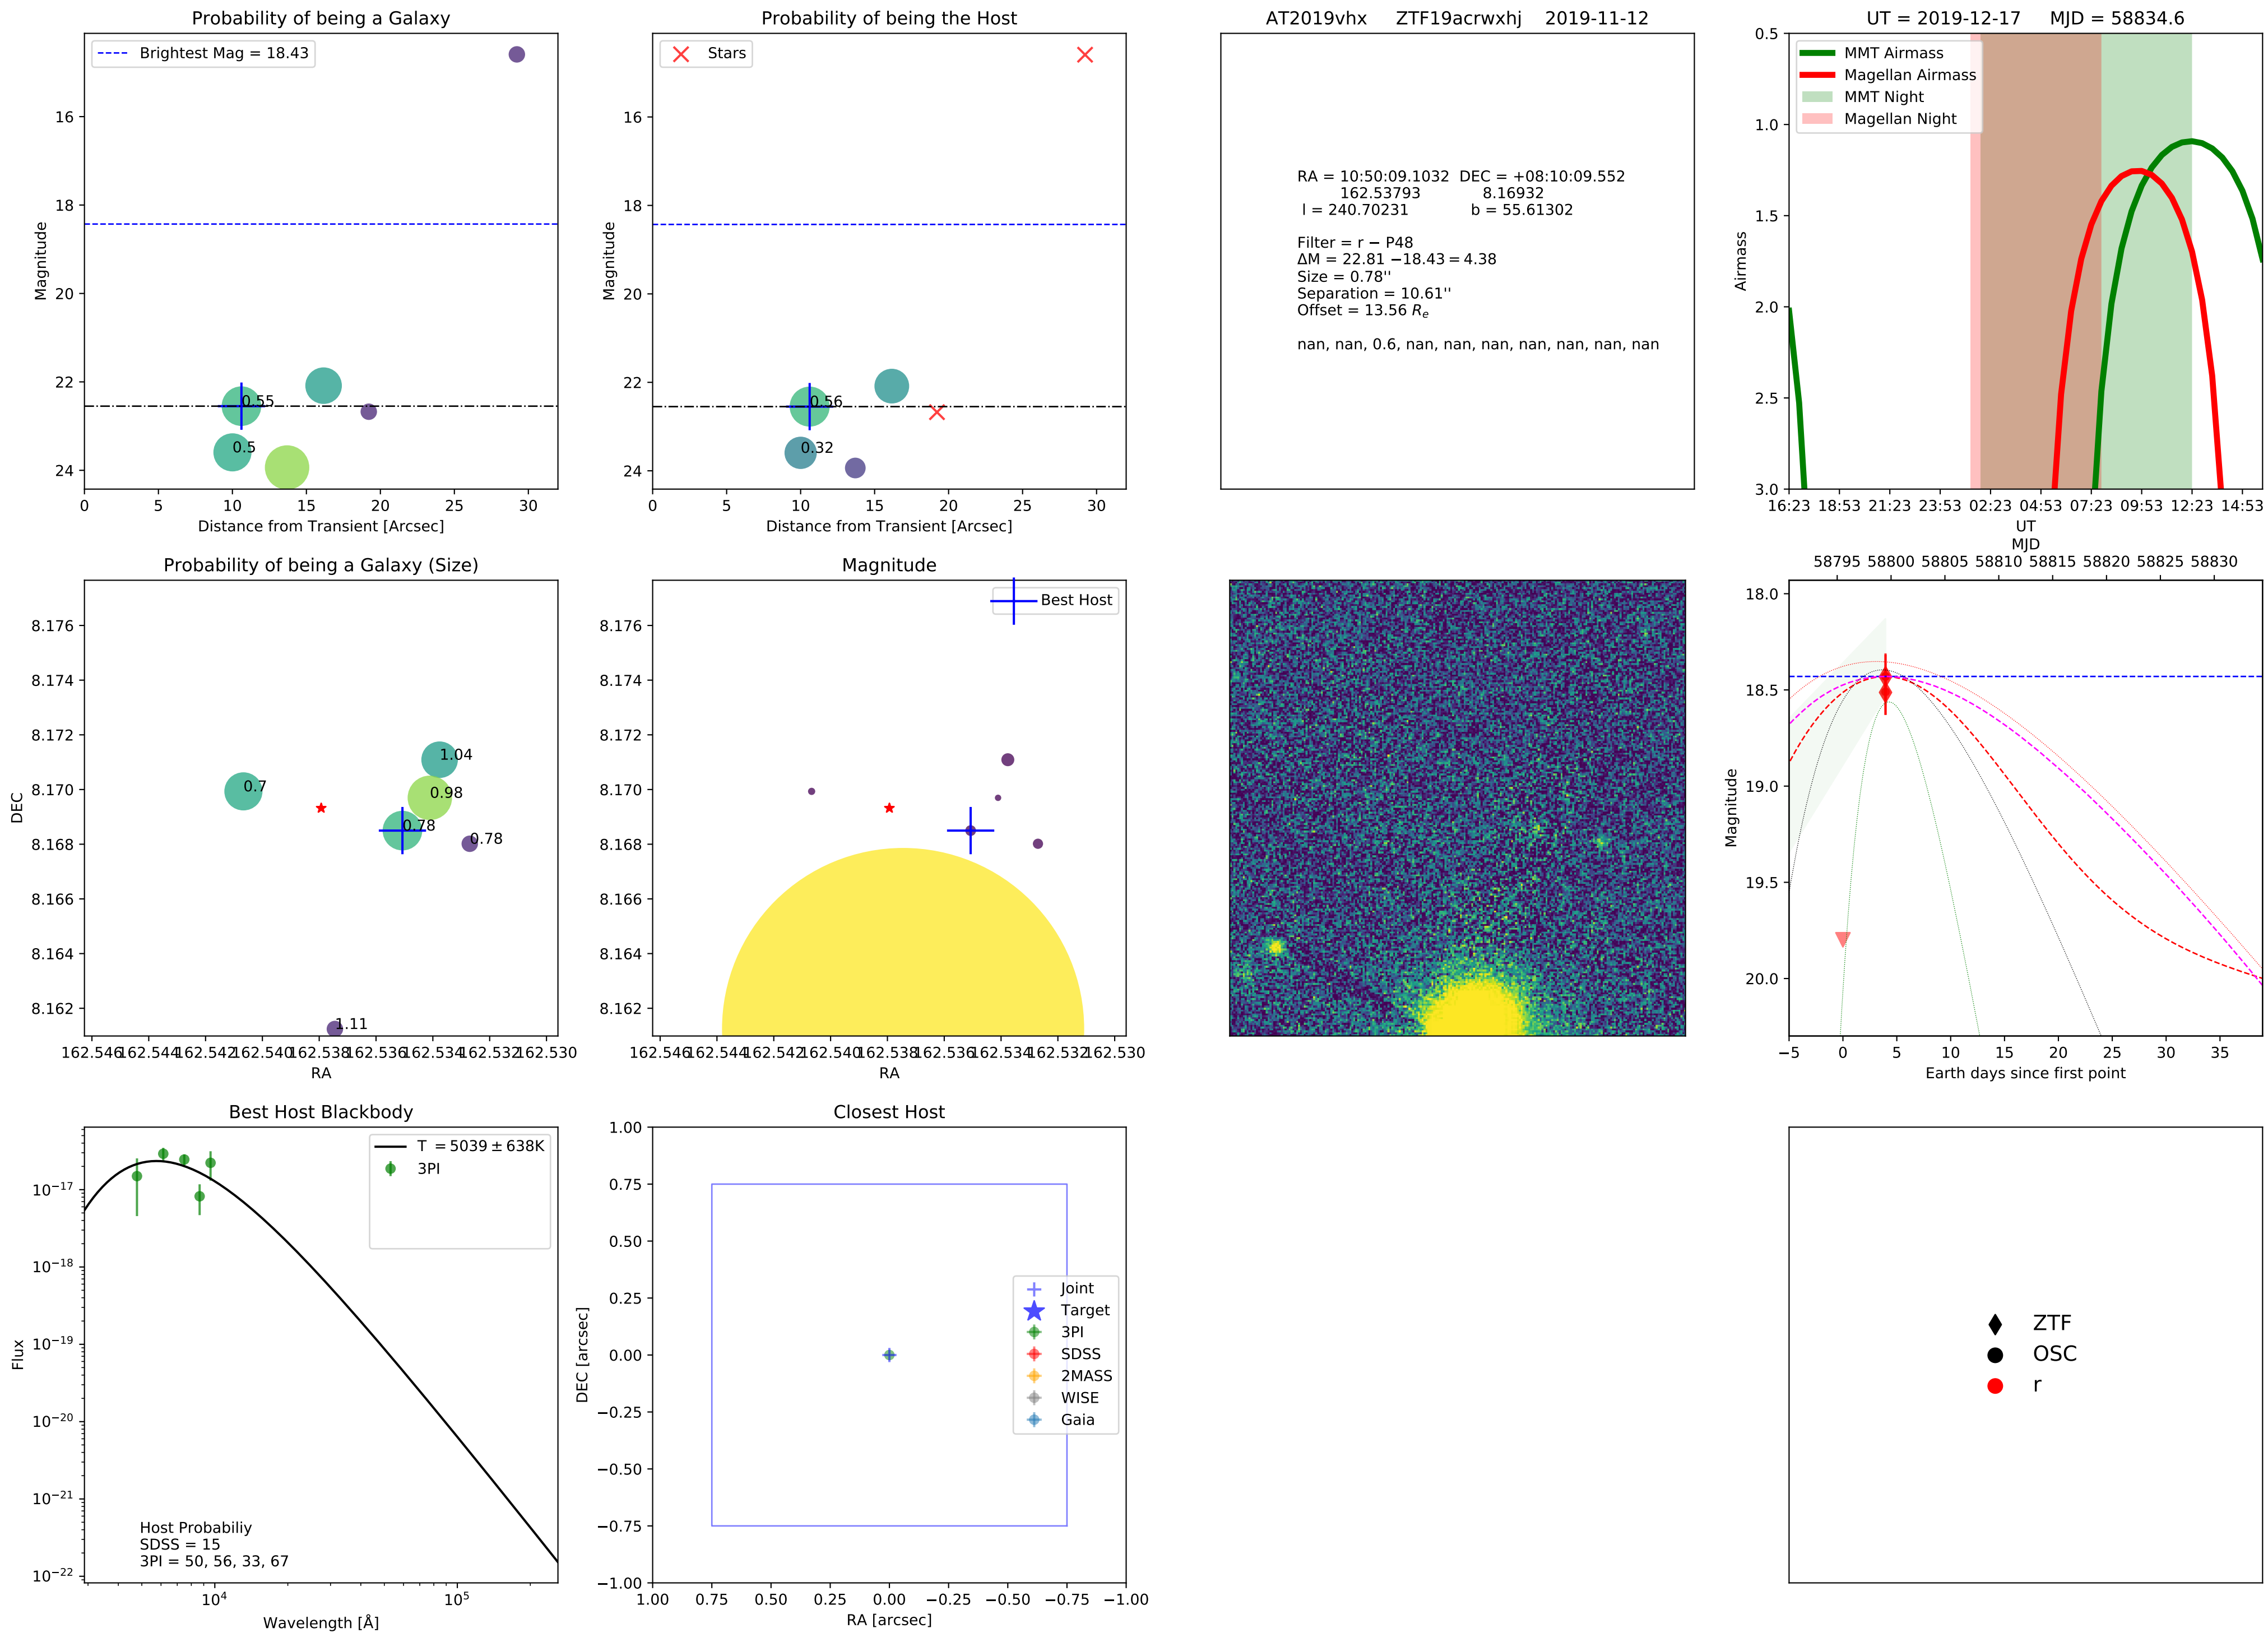 Probability of being a Galaxy
Brightest Mag = 18.43
0.55
0.5
16
18
20
22
24
Magnitude
0 5 10 15 20 25 30
Distance from Transient [Arcsec]
Probability of being the Host
Stars
0.56
0.32
16
18
20
22
24
Magnitude
0 5 10 15 20 25 30
Distance from Transient [Arcsec]
AT2019vhx ZTF19acrwxhj 2019-11-12
RA = 10:50:09.1032 DEC = +08:10:09.552
162.53793 8.16932
l = 240.70231 b = 55.61302
Filter = r − P48
ΔM = 22.81 −18.43 = 4.38
Size = 0.78''
Separation = 10.61''
Offset = 13.56 Re
nan, nan, 0.6, nan, nan, nan, nan, nan, nan, nan
UT = 2019-12-17 MJD = 58834.6
MMT Airmass
Magellan Airmass
MMT Night
Magellan Night
0.5
1.0
1.5
2.0
2.5
3.0
Airmass
16:23 18:53 21:23 23:53 02:23 04:53 07:23 09:53 12:23 14:53
UT
Probability of being a Galaxy (Size)
1.04
0.7
0.98
0.78
0.78
1.11
8.176
8.174
8.172
8.170
8.168
8.166
8.164
8.162
DEC
162.546 162.544 162.542 162.540 162.538 162.536 162.534 162.532 162.530
RA
Magnitude
Best Host
8.176
8.174
8.172
8.170
8.168
8.166
8.164
8.162
162.546 162.544 162.542 162.540 162.538 162.536 162.534 162.532 162.530
RA
MJD
58795 58800 58805 58810 58815 58820 58825 58830
18.0
18.5
19.0
19.5
20.0
Magnitude
−5 0 5 10 15 20 25 30 35
Earth days since first point
Best Host Blackbody
T = 5039 ± 638K
3PI
10−17
10−18
10−19
10−20
10−21
10−22
Flux
Host Probabiliy
SDSS = 15
3PI = 50, 56, 33, 67
104 105
Wavelength [Å]
Closest Host
Joint
Target
3PI
SDSS
2MASS
WISE
Gaia
1.00
0.75
0.50
0.25
0.00
−0.25
−0.50
−0.75
−1.00
DEC [arcsec]
1.00 0.75 0.50 0.25 0.00 −0.25 −0.50 −0.75 −1.00
RA [arcsec]
ZTF
OSC
r